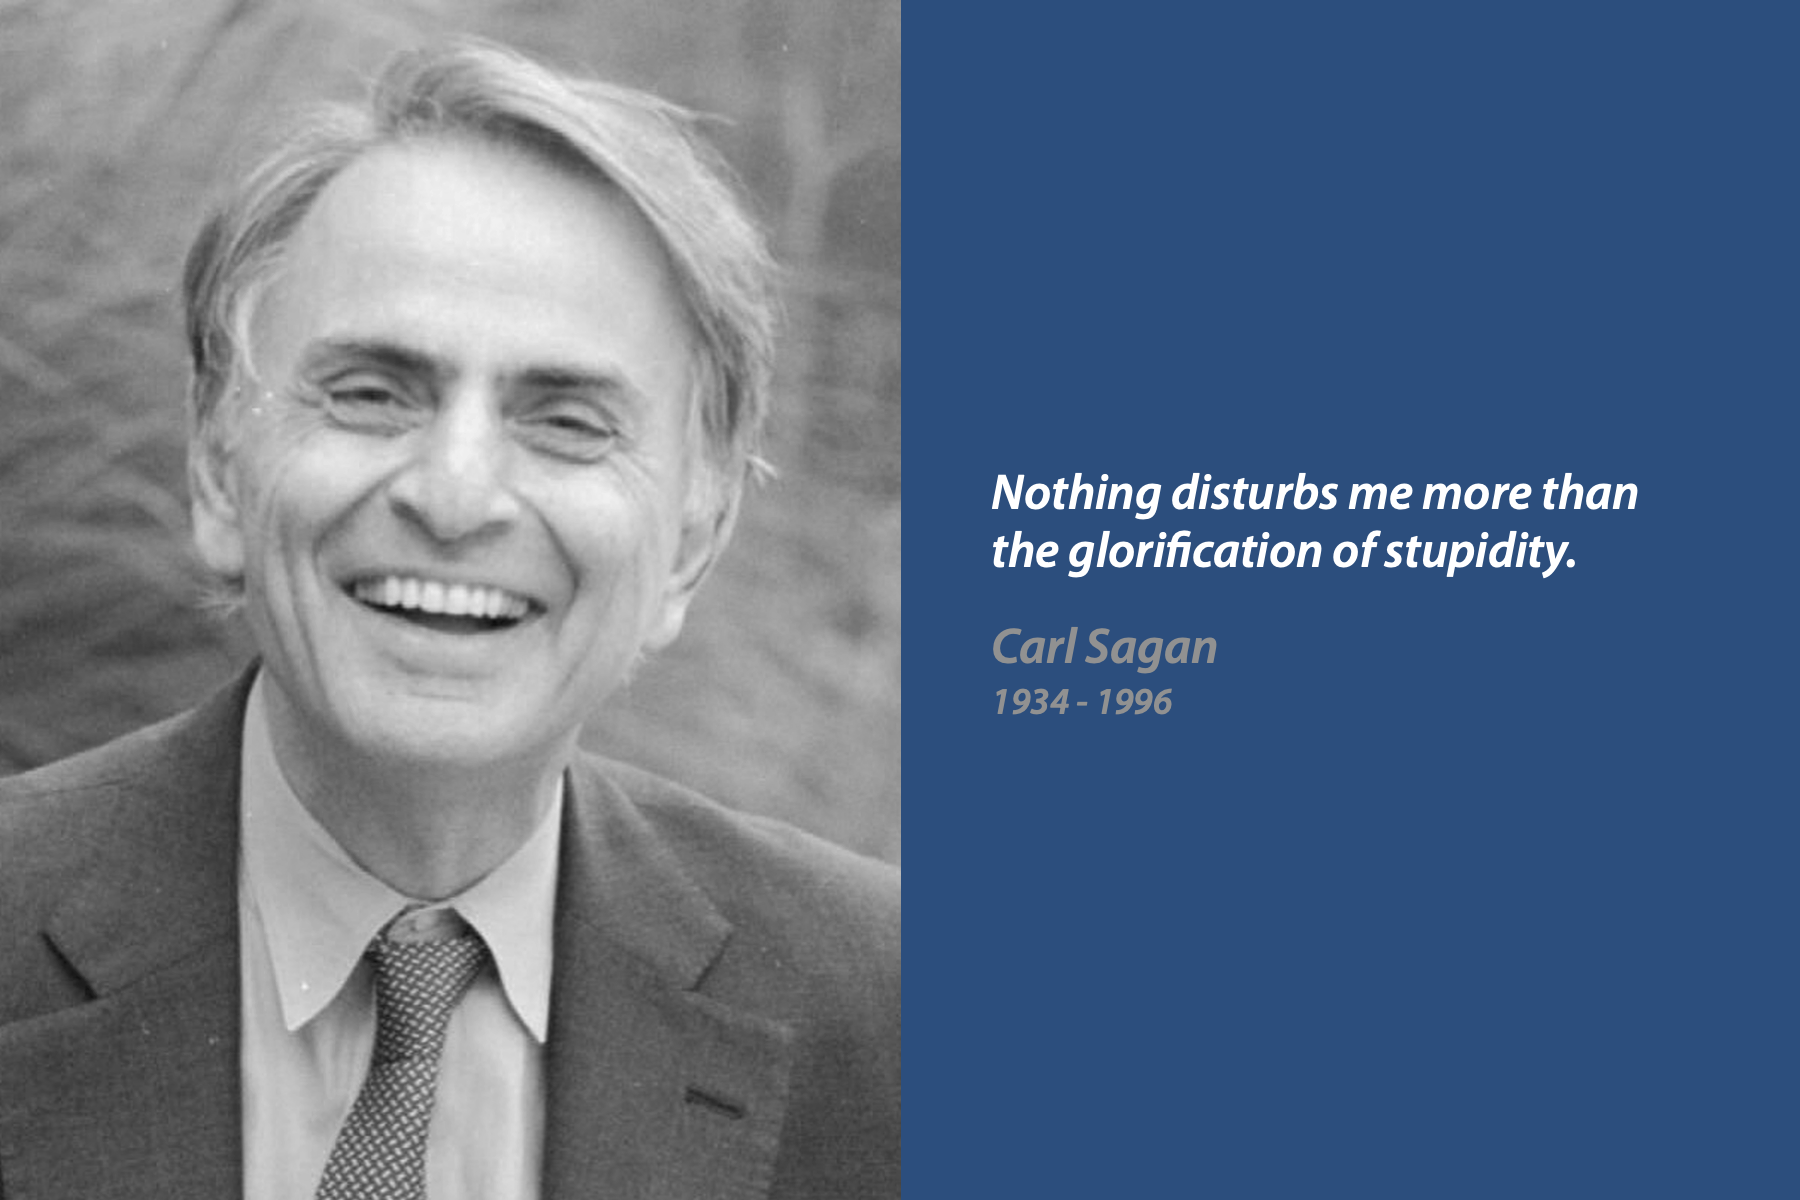 Nothing disturbs me more than
the glorification of stupidity.
Carl Sagan
1934 - 1996